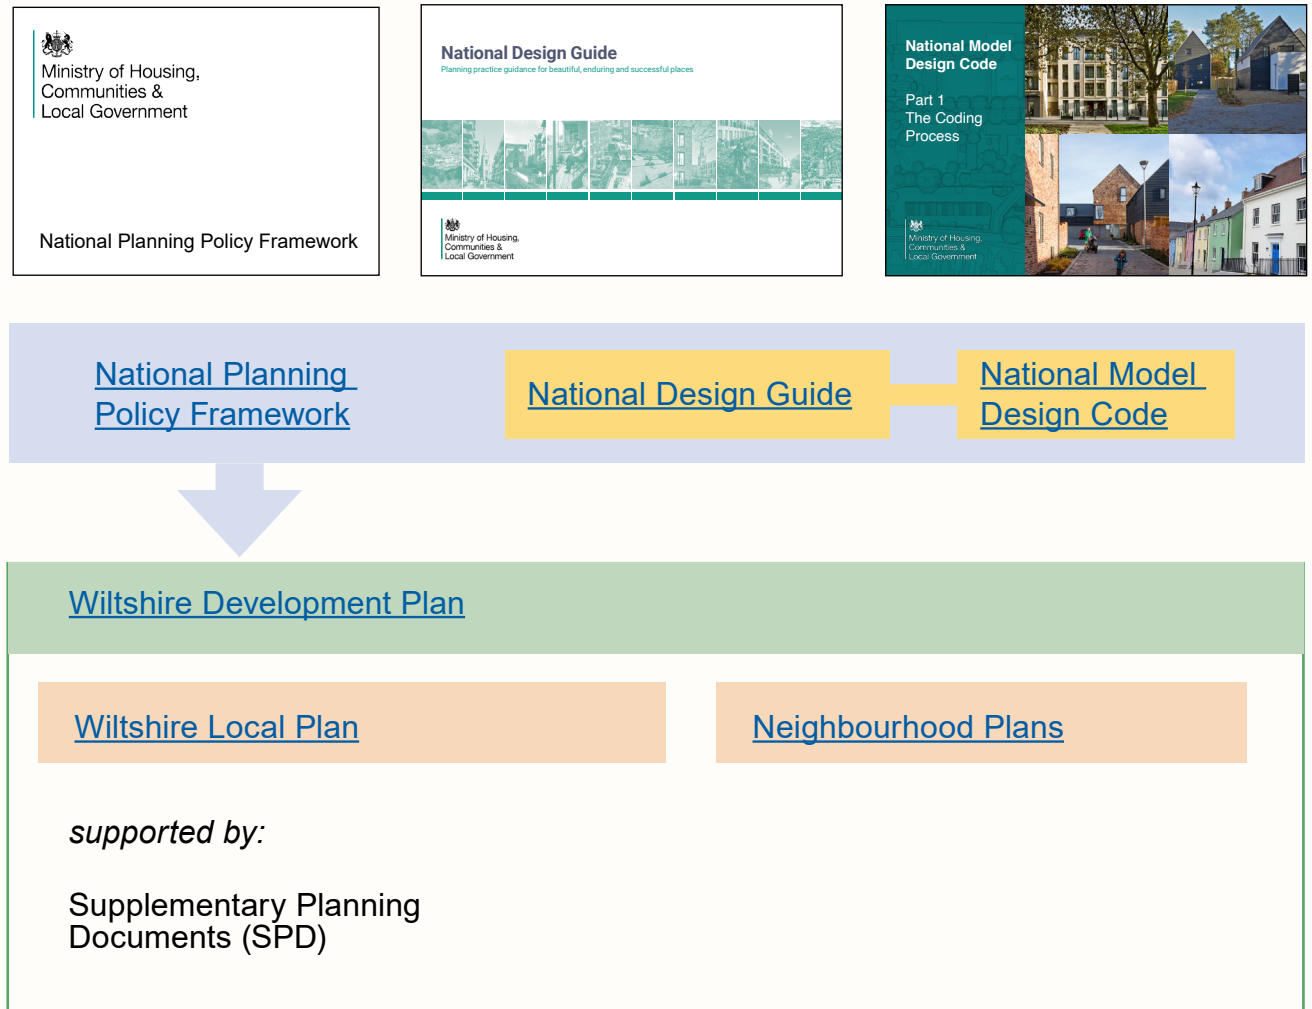 Ministry of Housing,
Communities &
Local Government
National Planning Policy Framework
National Design Guide
Planning practice guidance for beautiful, enduring and successful places
Ministry of Housing,
Communities &
Local Government
National Model
Design Code
Part 1
The Coding
Process
Ministry of Housing,
Communities &
Local Government
National Planning
Policy Framework
National Design Guide
National Model
Design Code
Wiltshire Development Plan
Wiltshire Local Plan
Neighbourhood Plans
supported by:
Supplementary Planning
Documents (SPD)